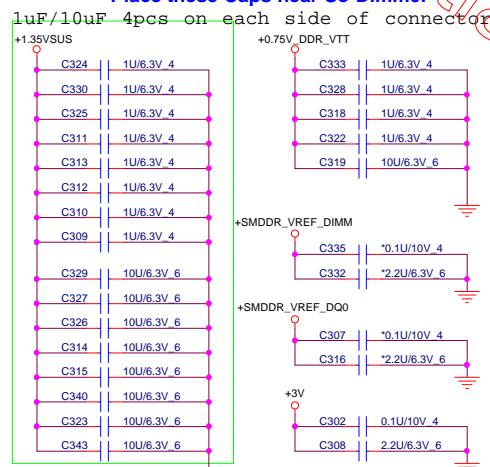 Place these Caps near So-Dimm0.
1uF/10uF 4pcs on each side of connector
+1.35VSUS
C324 1U/6.3V_4
C330 1U/6.3V_4
C325 1U/6.3V_4
C311 1U/6.3V_4
C313 1U/6.3V_4
C312 1U/6.3V_4
C310 1U/6.3V_4
C309 1U/6.3V_4
C329 10U/6.3V_6
C327 10U/6.3V_6
C326 10U/6.3V_6
C314 10U/6.3V_6
C315 10U/6.3V_6
C340 10U/6.3V_6
C323 10U/6.3V_6
C343 10U/6.3V_6
+0.75V_DDR_VTT
C333 1U/6.3V_4
C328 1U/6.3V_4
C318 1U/6.3V_4
C322 1U/6.3V_4
C319 10U/6.3V_6
+SMDDR_VREF_DIMM
C335 *0.1U/10V_4
C332 *2.2U/6.3V_6
+SMDDR_VREF_DQ0
C307 *0.1U/10V_4
C316 *2.2U/6.3V_6
+3V
C302 0.1U/10V_4
C308 2.2U/6.3V_6